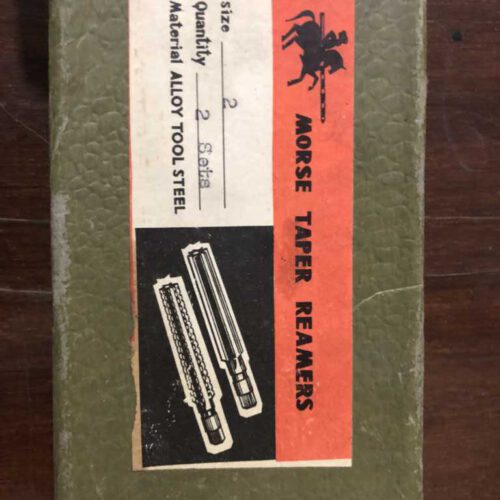 MORSE TAPER REAMERS
size 2
Quantity 2 Sets
Material ALLOY TOOL STEEL